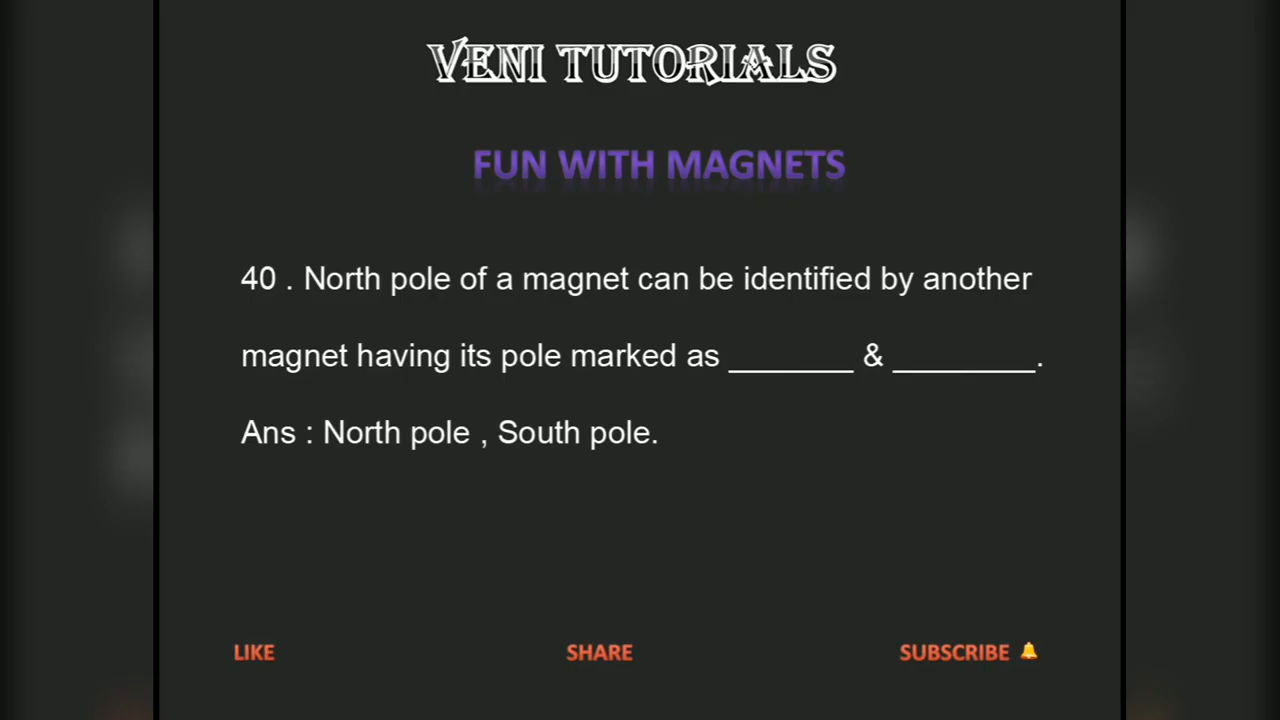 VENI TUTORIALS
FUN WITH MAGNETS
40 . North pole of a magnet can be identified by another
magnet having its pole marked as _______ & ________.
Ans : North pole , South pole.
LIKE
SHARE
SUBSCRIBE 🔔